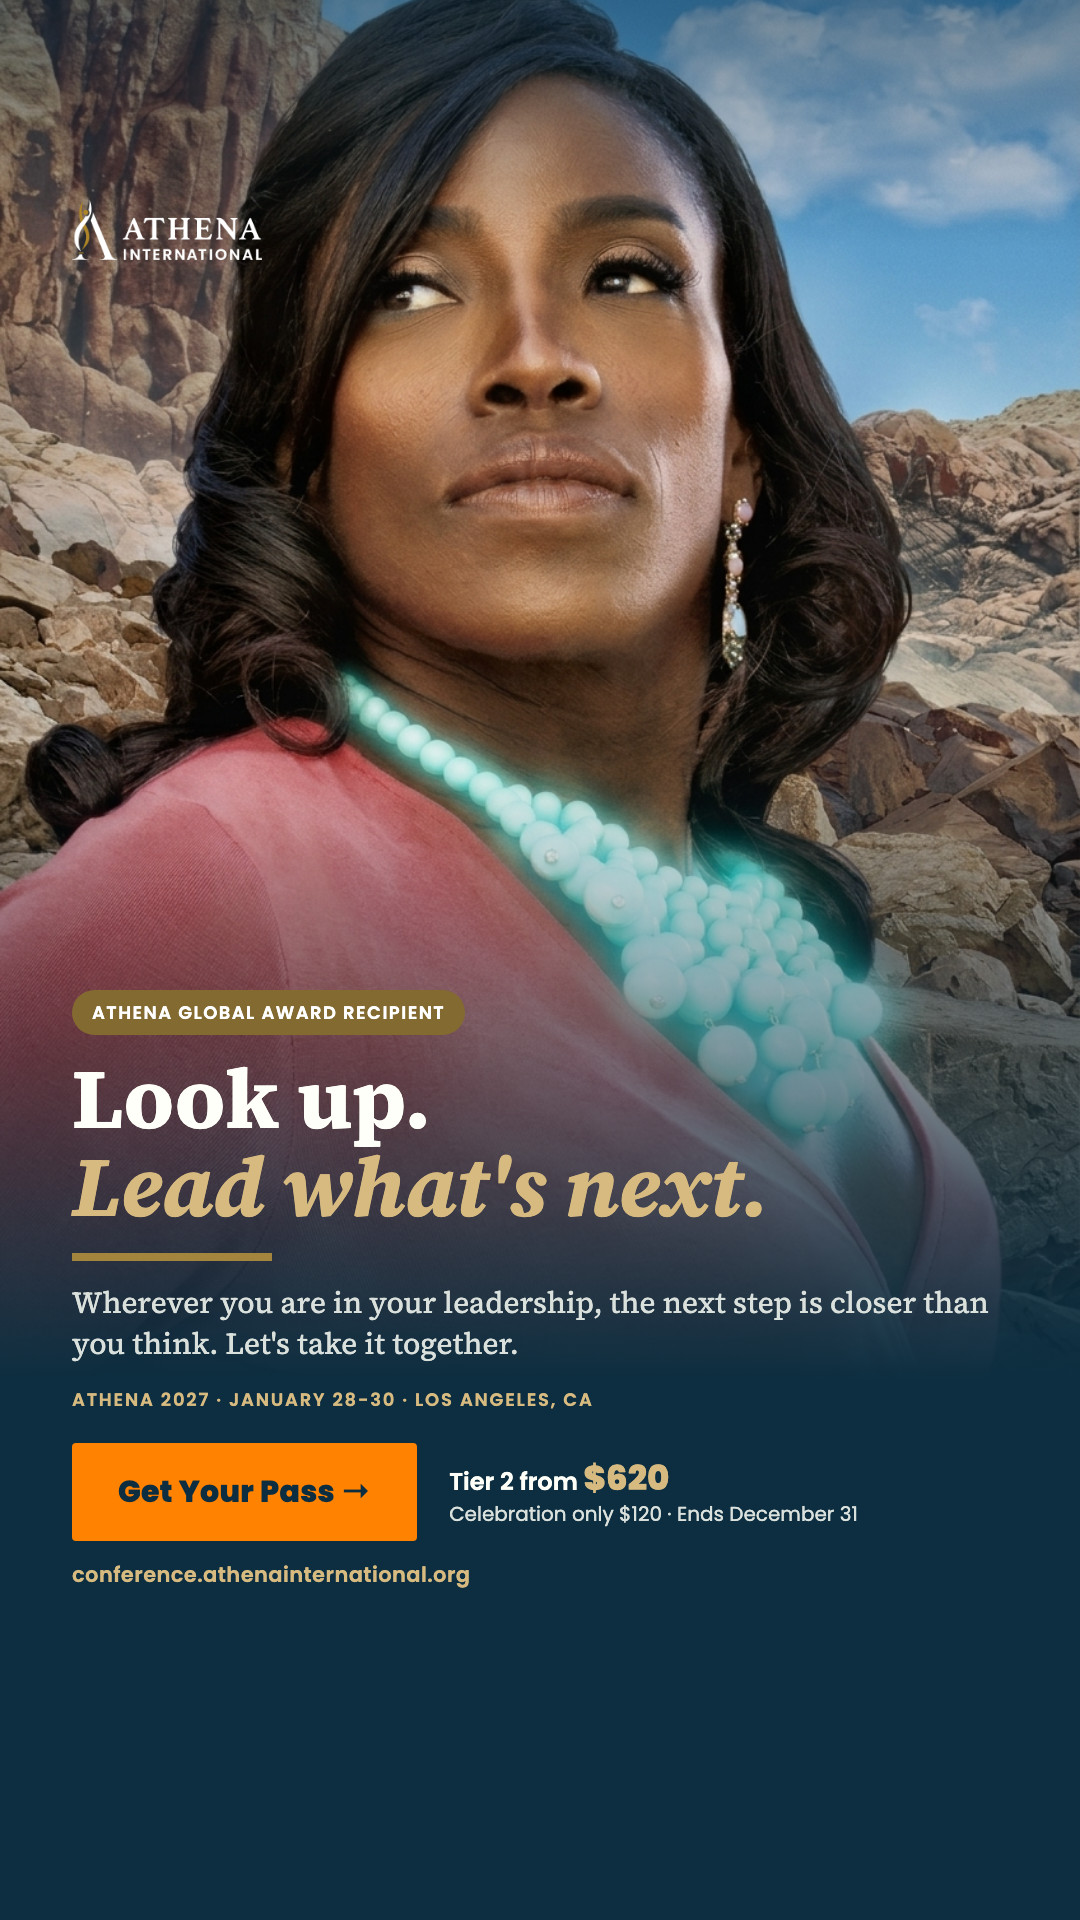 ATHENA
INTERNATIONAL
ATHENA GLOBAL AWARD RECIPIENT
Look up.
Lead what's next.
Wherever you are in your leadership, the next step is closer than
you think. Let's take it together.
ATHENA 2027 · JANUARY 28–30 · LOS ANGELES, CA
Get Your Pass →
Tier 2 from $620
Celebration only $120 · Ends December 31
conference.athenainternational.org